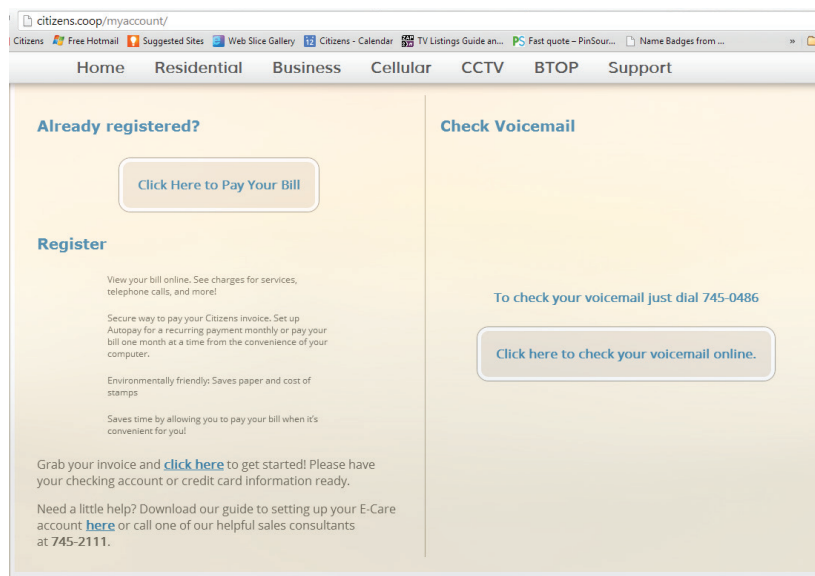 citizens.coop/myaccount/
Citizens Free Hotmail Suggested Sites Web Slice Gallery 12 Citizens - Calendar TV Listings Guide an... PS Fast quote – PinSour... Name Badges from ... »
Home Residential Business Cellular CCTV BTOP Support
Already registered?
Click Here to Pay Your Bill
Register
View your bill online. See charges for services,
telephone calls, and more!
Secure way to pay your Citizens invoice. Set up
Autopay for a recurring payment monthly or pay your
bill one month at a time from the convenience of your
computer.
Environmentally friendly: Saves paper and cost of
stamps
Saves time by allowing you to pay your bill when it's
convenient for you!
Grab your invoice and click here to get started! Please have
your checking account or credit card information ready.
Need a little help? Download our guide to setting up your E-Care
account here or call one of our helpful sales consultants
at 745-2111.
Check Voicemail
To check your voicemail just dial 745-0486
Click here to check your voicemail online.